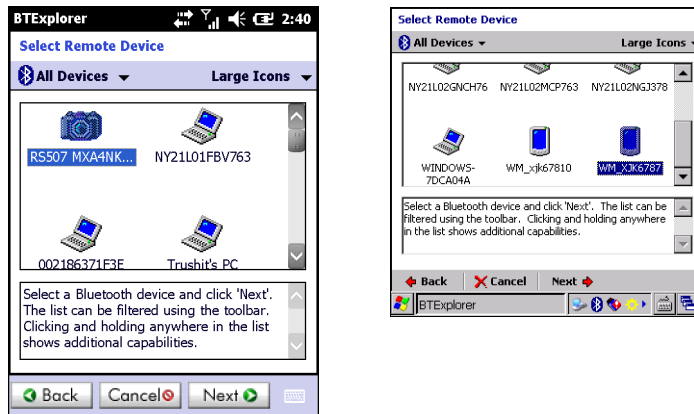 BTExplorer 2:40
Select Remote Device
All Devices Large Icons
RS507 MXA4NK... NY21L01FBV763
002186371F3E Trushit's PC
Select a Bluetooth device and click 'Next'.
The list can be filtered using the toolbar.
Clicking and holding anywhere in the list
shows additional capabilities.
Back Cancel Next
Select Remote Device
All Devices Large Icons
NY21L02GNCH76 NY21L02MCP763 NY21L02NGJ378
WINDOWS-
7DCA04A WM_xjk67810 WM_XJK6787
Select a Bluetooth device and click 'Next'. The list can be
filtered using the toolbar. Clicking and holding anywhere
in the list shows additional capabilities.
Back Cancel Next
BTExplorer